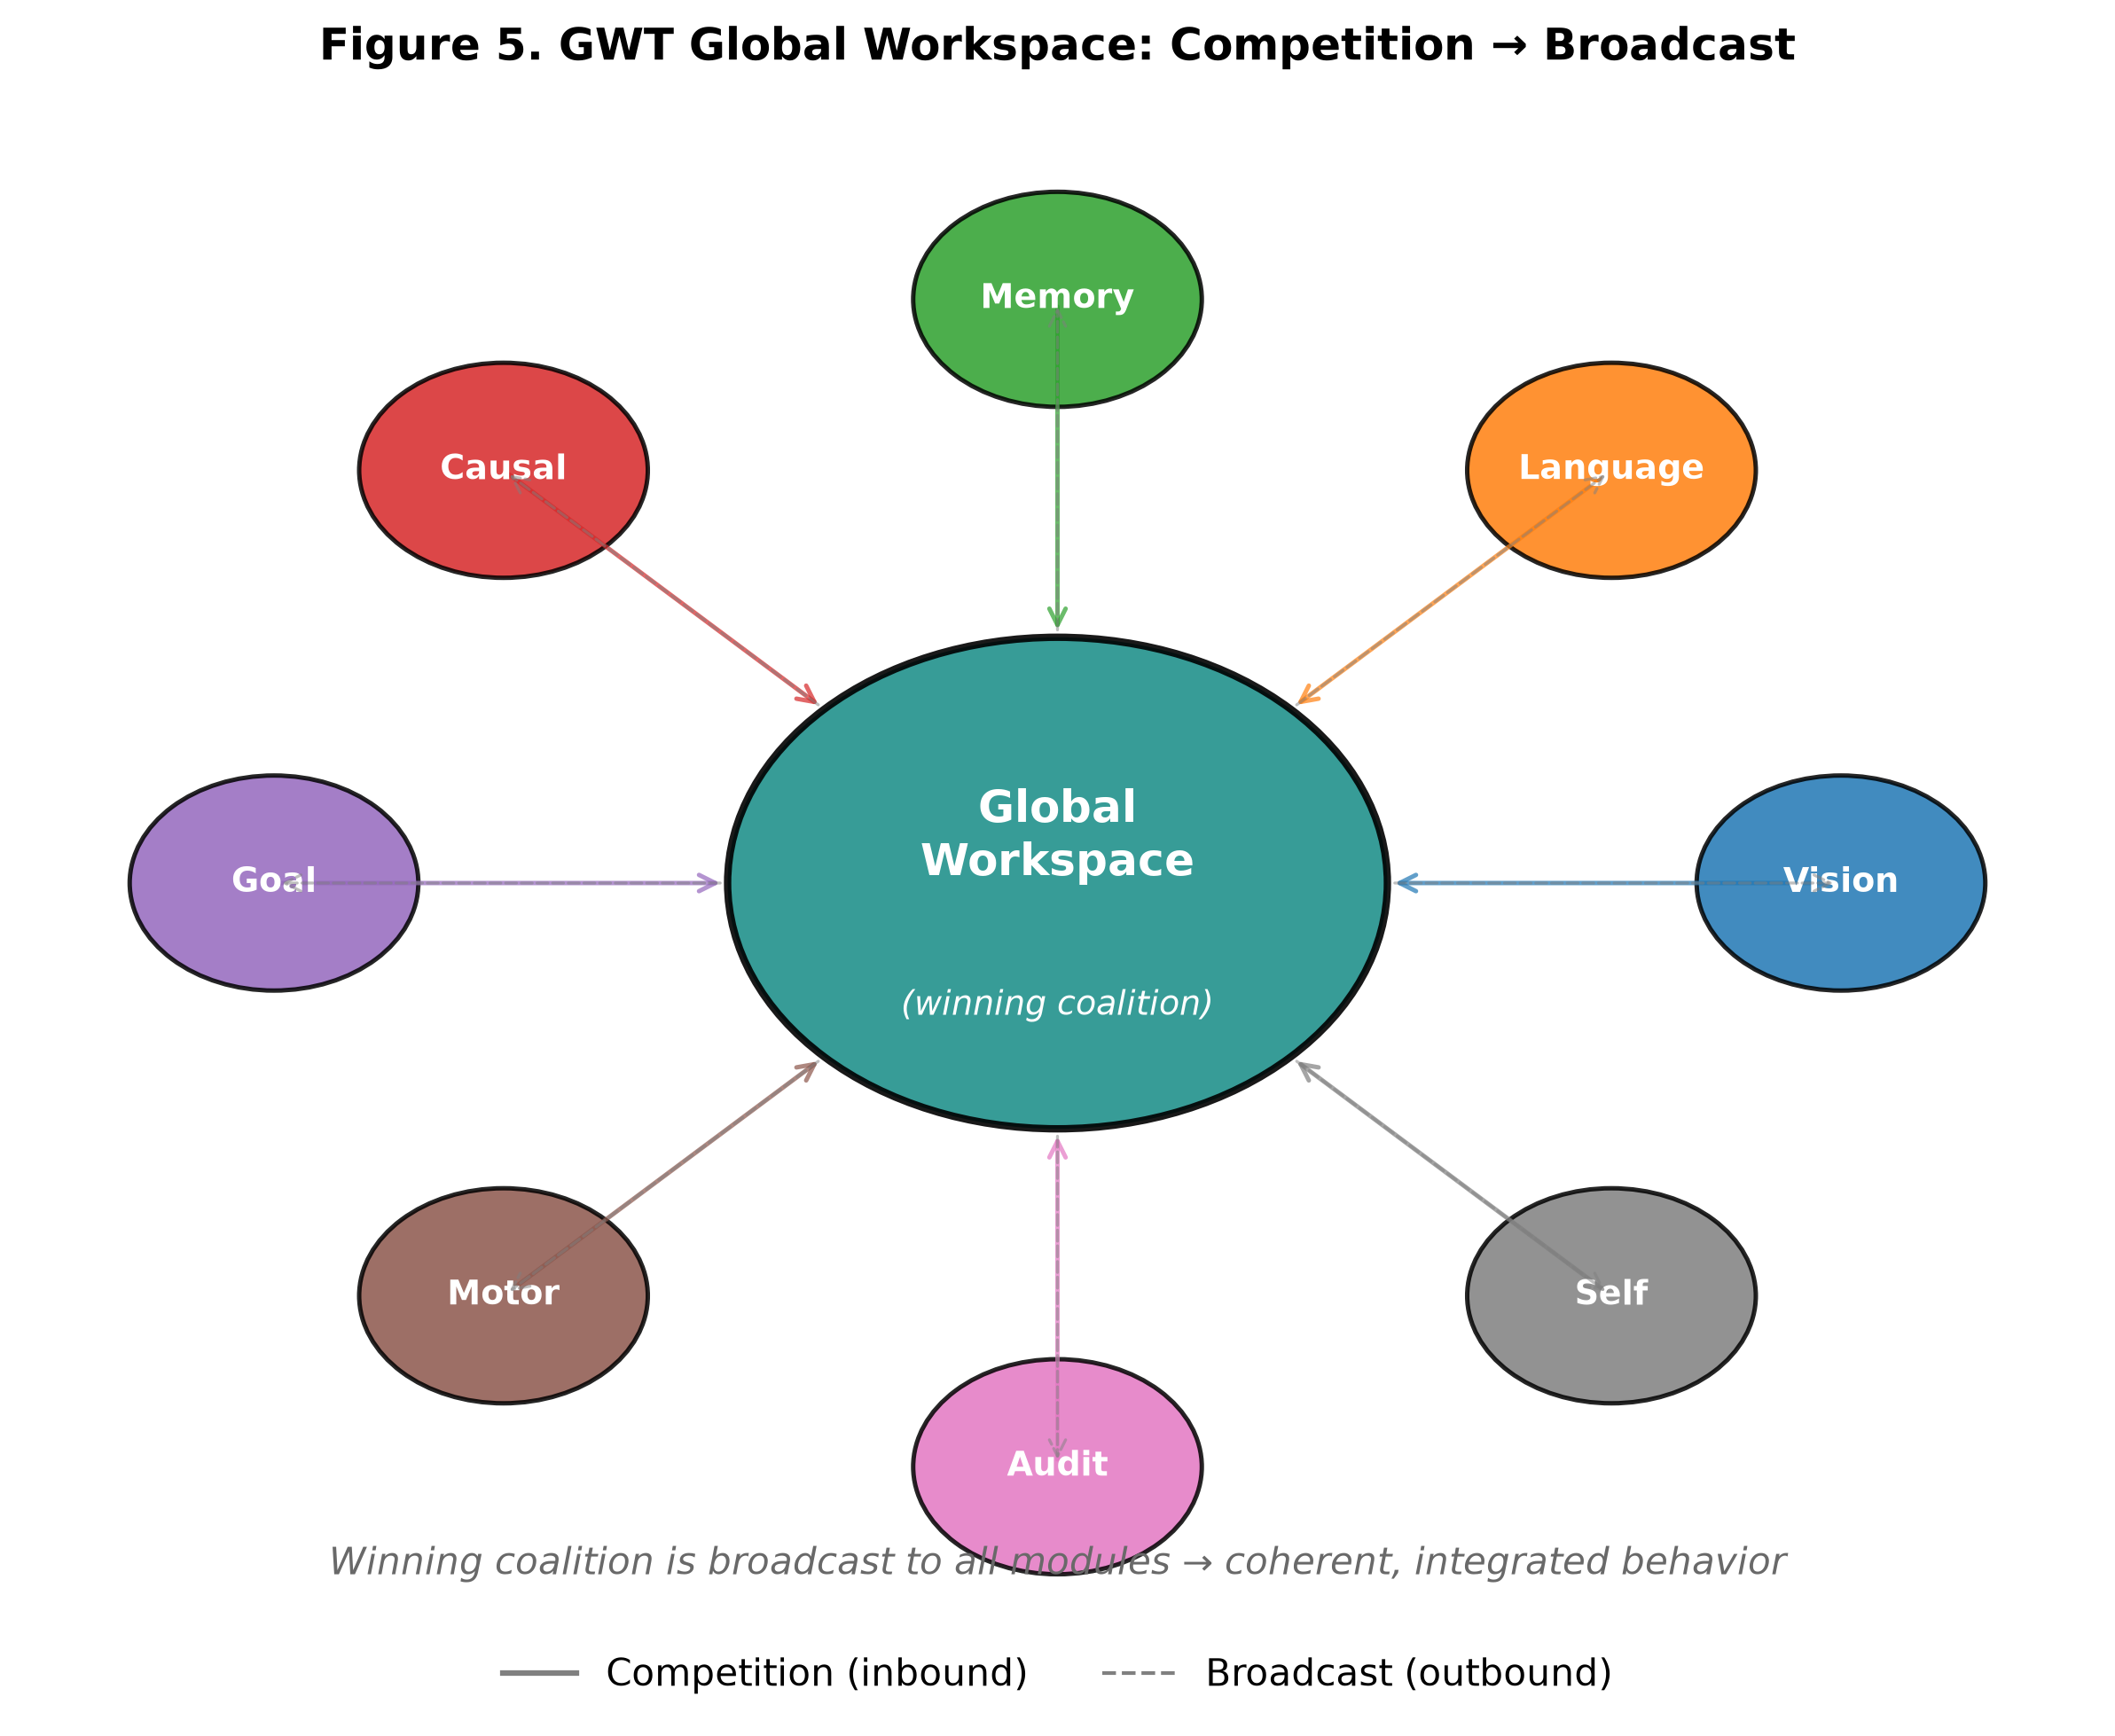 Figure 5. GWT Global Workspace: Competition → Broadcast
Memory
Causal
Language
Global
Workspace
Goal
Vision
(winning coalition)
Motor
Self
Audit
Winning coalition is broadcast to all modules → coherent, integrated behavior
Competition (inbound)
Broadcast (outbound)